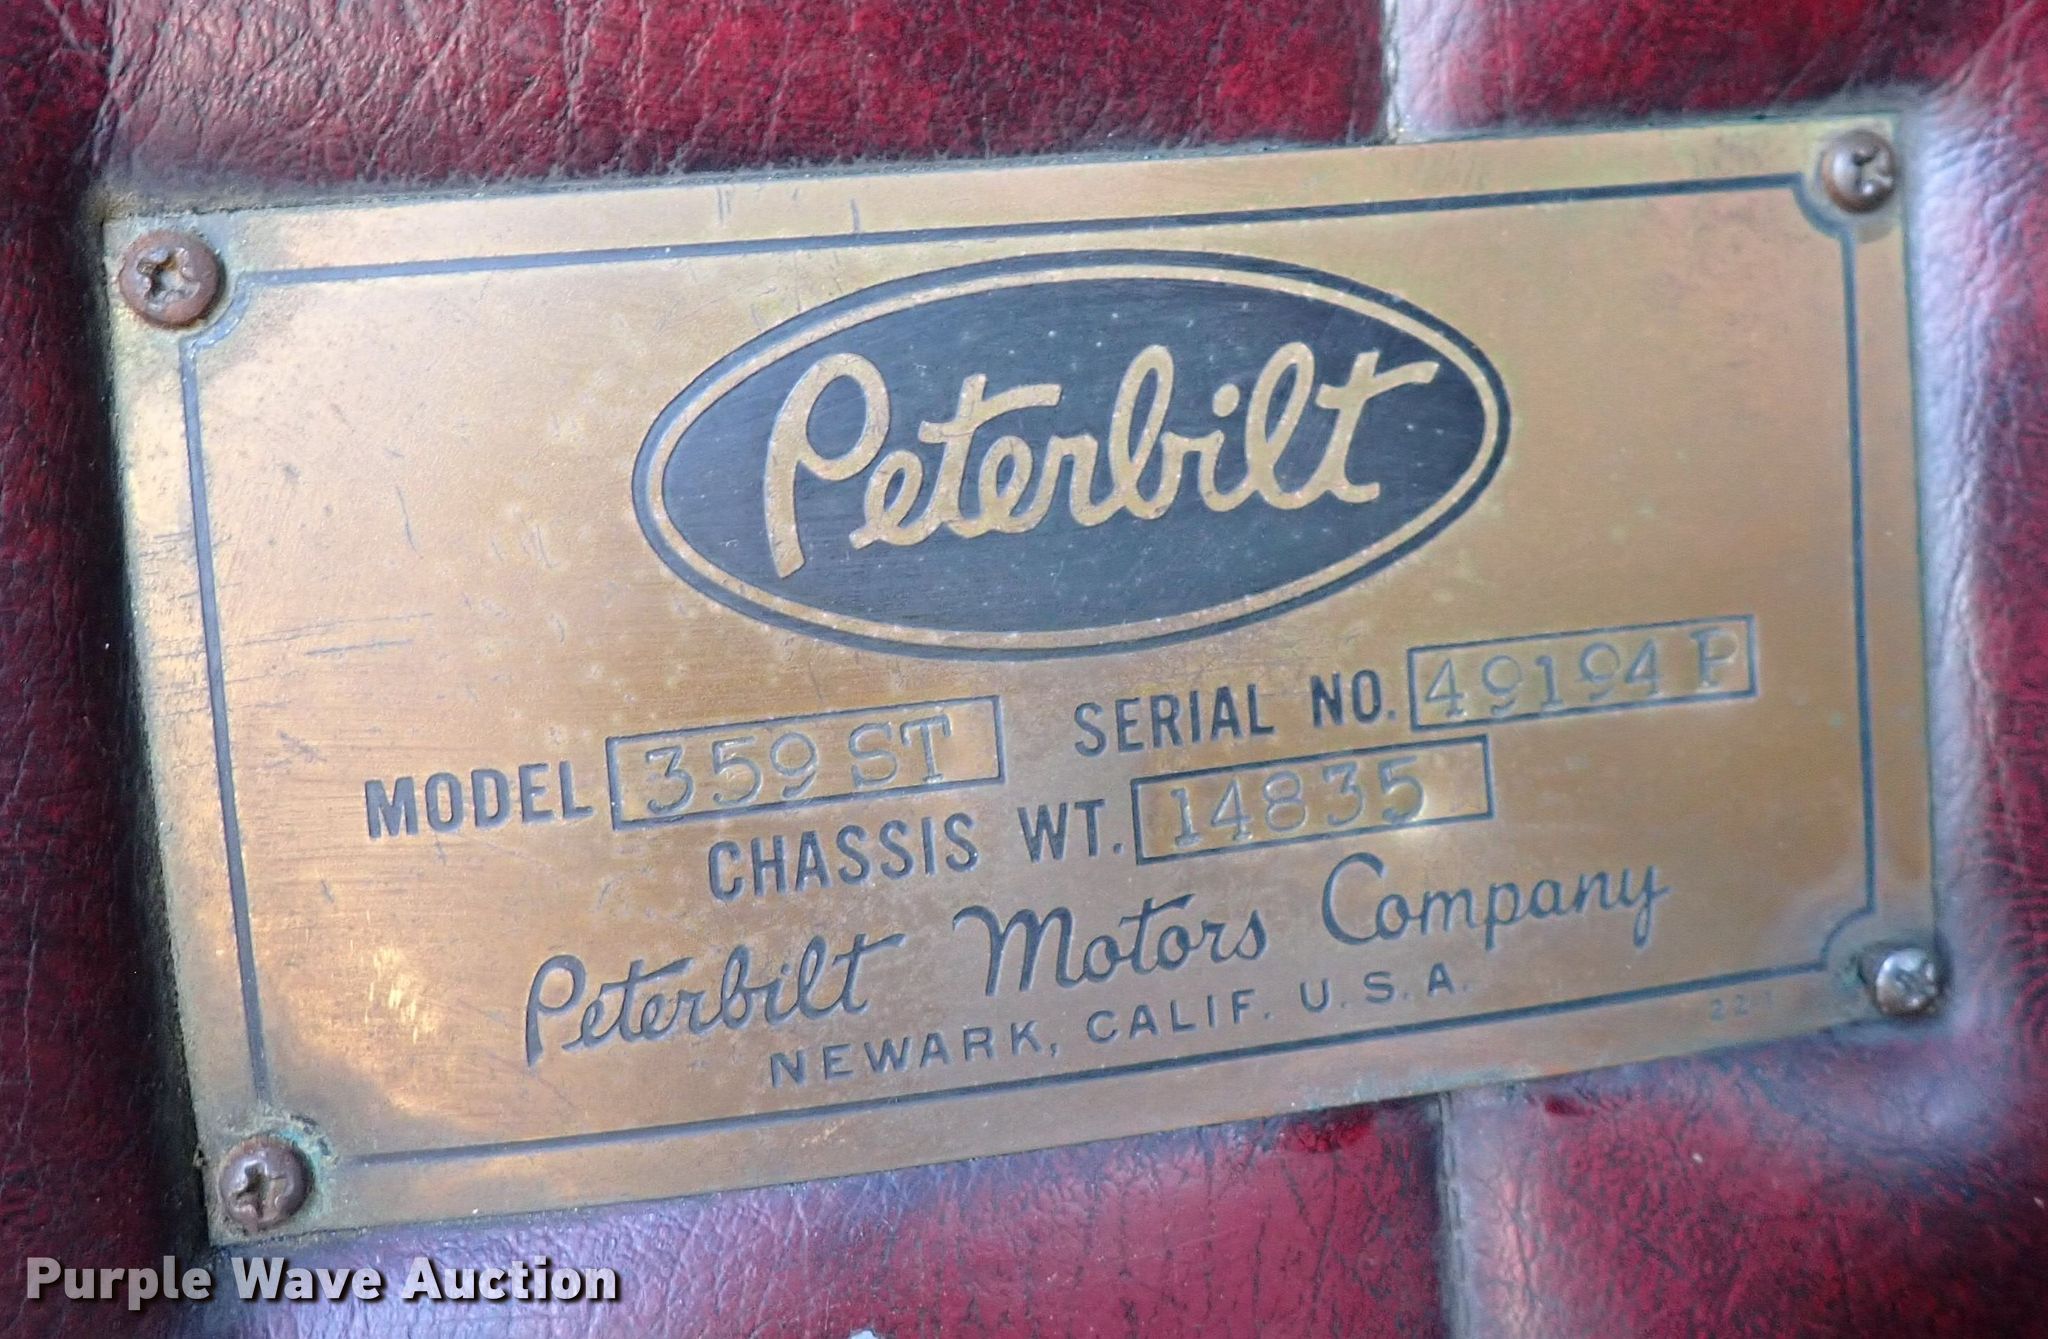 Peterbilt
MODEL 359 ST SERIAL NO. 49194 P
CHASSIS WT. 14835
Peterbilt Motors Company
NEWARK, CALIF. U.S.A.
Purple Wave Auction